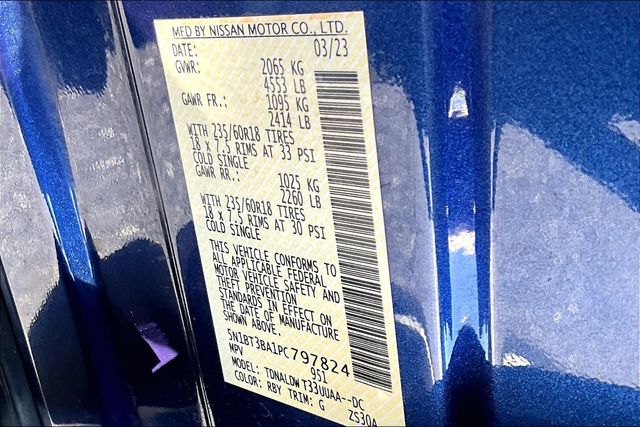 MFD BY NISSAN MOTOR CO., LTD.
DATE: 03/23
GVWR: 2065 KG
4553 LB
GAWR FR.: 1095 KG
2414 LB
WITH 235/60R18 TIRES
18 x 7.5 RIMS AT 33 PSI
COLD SINGLE
GAWR RR.: 1025 KG
2260 LB
WITH 235/60R18 TIRES
18 x 7.5 RIMS AT 30 PSI
COLD SINGLE
THIS VEHICLE CONFORMS TO
ALL APPLICABLE FEDERAL
MOTOR VEHICLE SAFETY AND
THEFT PREVENTION
STANDARDS IN EFFECT ON
THE DATE OF MANUFACTURE
SHOWN ABOVE.
5N1BT3BA1PC797824
MPV 951
MODEL: TDNALDWT33UUAA--DC
COLOR: RBY TRIM: G ZS30A